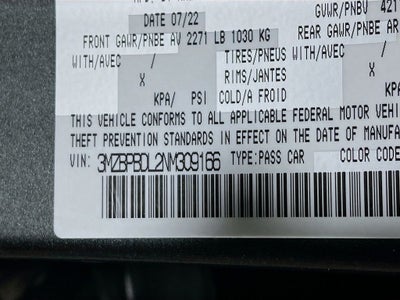 DATE 07/22
GVWR/PNBV 421
FRONT GAWR/PNBE AV 2271 LB 1030 KG
REAR GAWR/PNBE AR
WITH/AVEC /
TIRES/PNEUS
WITH/AVEC
X
RIMS/JANTES
X
KPA/ PSI
COLD/A FROID
KPA/
THIS VEHICLE CONFORMS TO ALL APPLICABLE FEDERAL MOTOR VEHIC
THEFT PREVENTION STANDARDS IN EFFECT ON THE DATE OF MANUFA
VIN: 3MZBPBDL2NM309166 TYPE:PASS CAR COLOR CODE